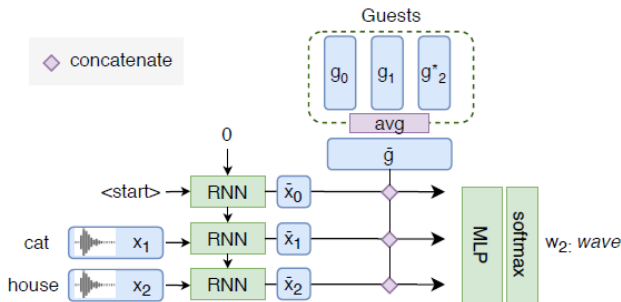 Guests
concatenate
g₀ g₁ g*₂
avg
0
ḡ
<start> RNN x̄₀
cat x₁ RNN x̄₁
house x₂ RNN x̄₂
MLP softmax
w₂: wave